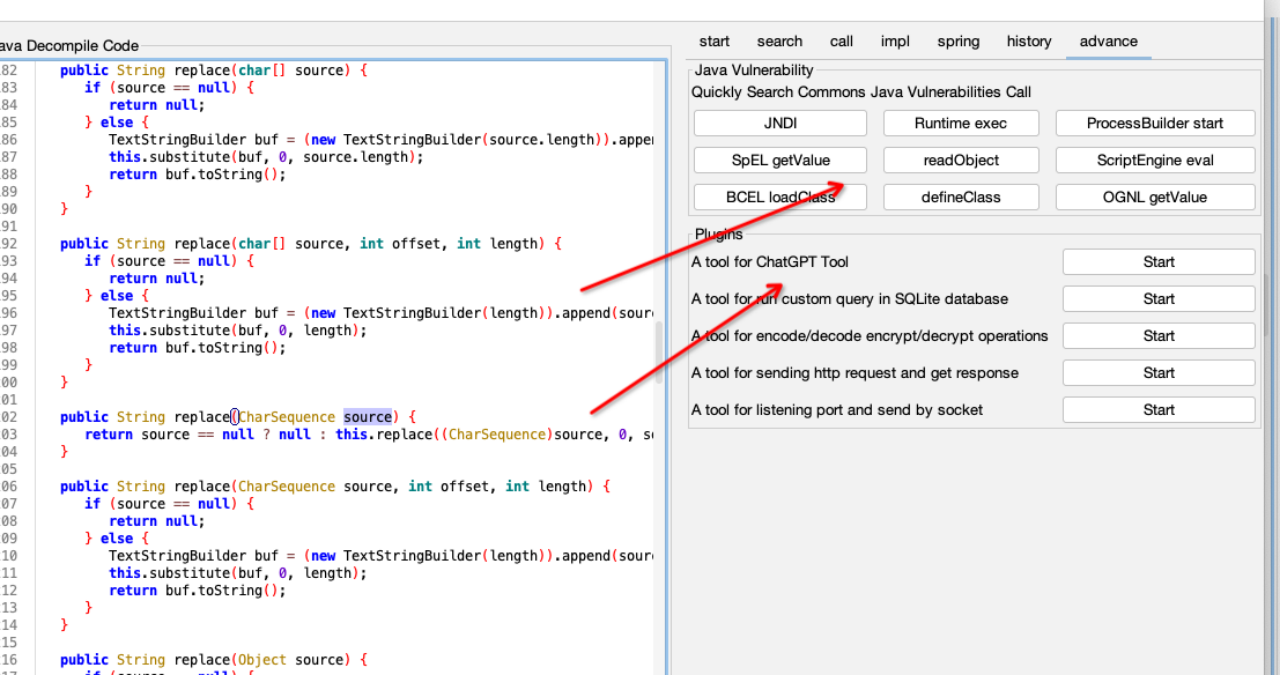 ava Decompile Code
82 public String replace(char[] source) {
83 if (source == null) {
84 return null;
85 } else {
86 TextStringBuilder buf = (new TextStringBuilder(source.length)).apper
87 this.substitute(buf, 0, source.length);
88 return buf.toString();
89 }
90 }
91
92 public String replace(char[] source, int offset, int length) {
93 if (source == null) {
94 return null;
95 } else {
96 TextStringBuilder buf = (new TextStringBuilder(length)).append(sour
97 this.substitute(buf, 0, length);
98 return buf.toString();
99 }
00 }
01
02 public String replace(CharSequence source) {
03 return source == null ? null : this.replace((CharSequence)source, 0, s
04 }
05
06 public String replace(CharSequence source, int offset, int length) {
07 if (source == null) {
08 return null;
09 } else {
10 TextStringBuilder buf = (new TextStringBuilder(length)).append(sour
11 this.substitute(buf, 0, length);
12 return buf.toString();
13 }
14 }
15
16 public String replace(Object source) {
17 if (source == null) {
start search call impl spring history advance
Java Vulnerability
Quickly Search Commons Java Vulnerabilities Call
JNDI Runtime exec ProcessBuilder start
SpEL getValue readObject ScriptEngine eval
BCEL loadClass defineClass OGNL getValue
Plugins
A tool for ChatGPT Tool Start
A tool for run custom query in SQLite database Start
A tool for encode/decode encrypt/decrypt operations Start
A tool for sending http request and get response Start
A tool for listening port and send by socket Start